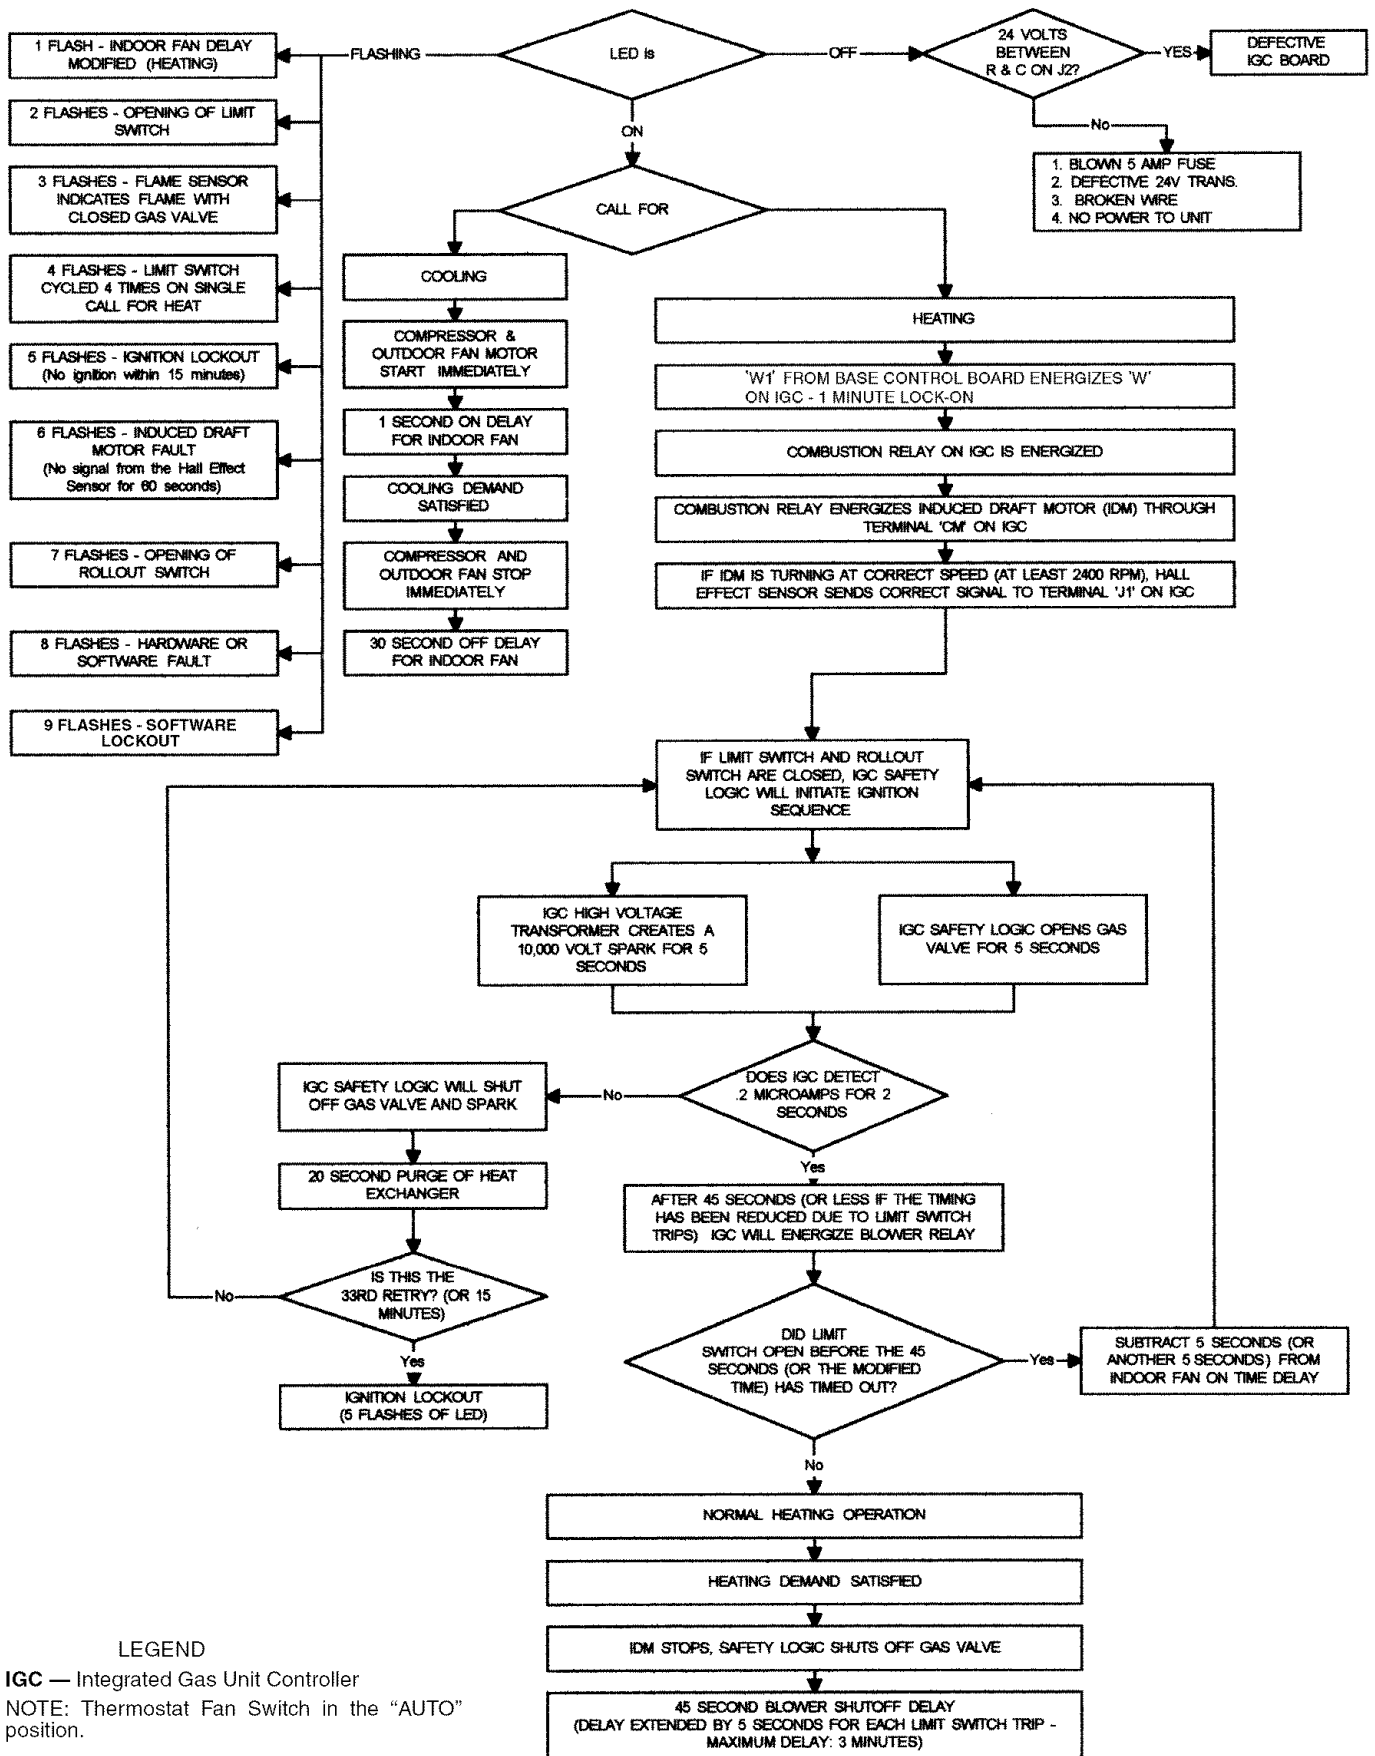 1 FLASH - INDOOR FAN DELAY
MODIFIED (HEATING)
FLASHING
LED is
OFF
24 VOLTS
BETWEEN
R & C ON J2?
YES
DEFECTIVE
IGC BOARD
2 FLASHES - OPENING OF LIMIT
SWITCH
ON
No
1. BLOWN 5 AMP FUSE
2. DEFECTIVE 24V TRANS.
3. BROKEN WIRE
4. NO POWER TO UNIT
3 FLASHES - FLAME SENSOR
INDICATES FLAME WITH
CLOSED GAS VALVE
CALL FOR
4 FLASHES - LIMIT SWITCH
CYCLED 4 TIMES ON SINGLE
CALL FOR HEAT
5 FLASHES - IGNITION LOCKOUT
(No ignition within 15 minutes)
6 FLASHES - INDUCED DRAFT
MOTOR FAULT
(No signal from the Hall Effect
Sensor for 60 seconds)
7 FLASHES - OPENING OF
ROLLOUT SWITCH
8 FLASHES - HARDWARE OR
SOFTWARE FAULT
9 FLASHES - SOFTWARE
LOCKOUT
COOLING
COMPRESSOR &
OUTDOOR FAN MOTOR
START IMMEDIATELY
1 SECOND ON DELAY
FOR INDOOR FAN
COOLING DEMAND
SATISFIED
COMPRESSOR AND
OUTDOOR FAN STOP
IMMEDIATELY
30 SECOND OFF DELAY
FOR INDOOR FAN
HEATING
'W1' FROM BASE CONTROL BOARD ENERGIZES 'W'
ON IGC - 1 MINUTE LOCK-ON
COMBUSTION RELAY ON IGC IS ENERGIZED
COMBUSTION RELAY ENERGIZES INDUCED DRAFT MOTOR (IDM) THROUGH
TERMINAL 'CM' ON IGC
IF IDM IS TURNING AT CORRECT SPEED (AT LEAST 2400 RPM), HALL
EFFECT SENSOR SENDS CORRECT SIGNAL TO TERMINAL 'J1' ON IGC
IF LIMIT SWITCH AND ROLLOUT
SWITCH ARE CLOSED, IGC SAFETY
LOGIC WILL INITIATE IGNITION
SEQUENCE
IGC HIGH VOLTAGE
TRANSFORMER CREATES A
10,000 VOLT SPARK FOR 5
SECONDS
IGC SAFETY LOGIC OPENS GAS
VALVE FOR 5 SECONDS
DOES IGC DETECT
.2 MICROAMPS FOR 2
SECONDS
No
IGC SAFETY LOGIC WILL SHUT
OFF GAS VALVE AND SPARK
20 SECOND PURGE OF HEAT
EXCHANGER
IS THIS THE
33RD RETRY? (OR 15
MINUTES)
No
Yes
IGNITION LOCKOUT
(5 FLASHES OF LED)
Yes
AFTER 45 SECONDS (OR LESS IF THE TIMING
HAS BEEN REDUCED DUE TO LIMIT SWITCH
TRIPS) IGC WILL ENERGIZE BLOWER RELAY
DID LIMIT
SWITCH OPEN BEFORE THE 45
SECONDS (OR THE MODIFIED
TIME) HAS TIMED OUT?
Yes
SUBTRACT 5 SECONDS (OR
ANOTHER 5 SECONDS) FROM
INDOOR FAN ON TIME DELAY
No
NORMAL HEATING OPERATION
HEATING DEMAND SATISFIED
IDM STOPS, SAFETY LOGIC SHUTS OFF GAS VALVE
45 SECOND BLOWER SHUTOFF DELAY
(DELAY EXTENDED BY 5 SECONDS FOR EACH LIMIT SWITCH TRIP -
MAXIMUM DELAY: 3 MINUTES)
LEGEND
IGC — Integrated Gas Unit Controller
NOTE: Thermostat Fan Switch in the “AUTO”
position.